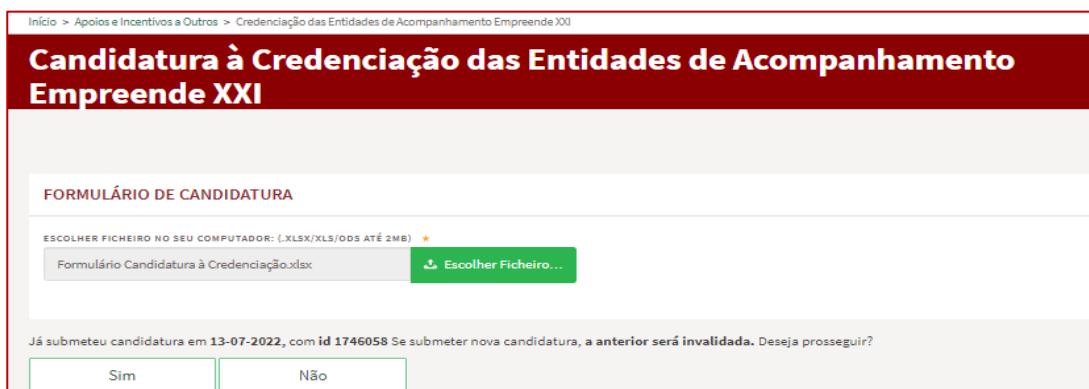 Início > Apoios e Incentivos a Outros > Credenciação das Entidades de Acompanhamento Empreende XXI
Candidatura à Credenciação das Entidades de Acompanhamento
Empreende XXI
FORMULÁRIO DE CANDIDATURA
ESCOLHER FICHEIRO NO SEU COMPUTADOR: (.XLSX/XLS/ODS ATÉ 2MB) ★
Formulário Candidatura à Credenciação.xlsx Escolher Ficheiro...
Já submeteu candidatura em 13-07-2022, com id 1746058 Se submeter nova candidatura, a anterior será invalidada. Deseja prosseguir?
Sim Não